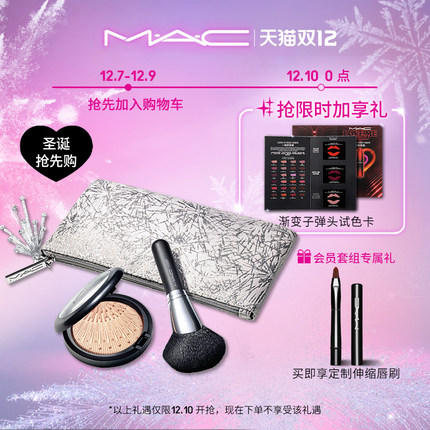 MAC | 天猫双12
12.7-12.9
12.10 0 点
抢先加入购物车
抢限时加享礼
圣诞
抢先购
渐变子弹头试色卡
会员套组专属礼
买即享定制伸缩唇刷
*以上礼遇仅限12.10 开抢，现在下单不享受该礼遇